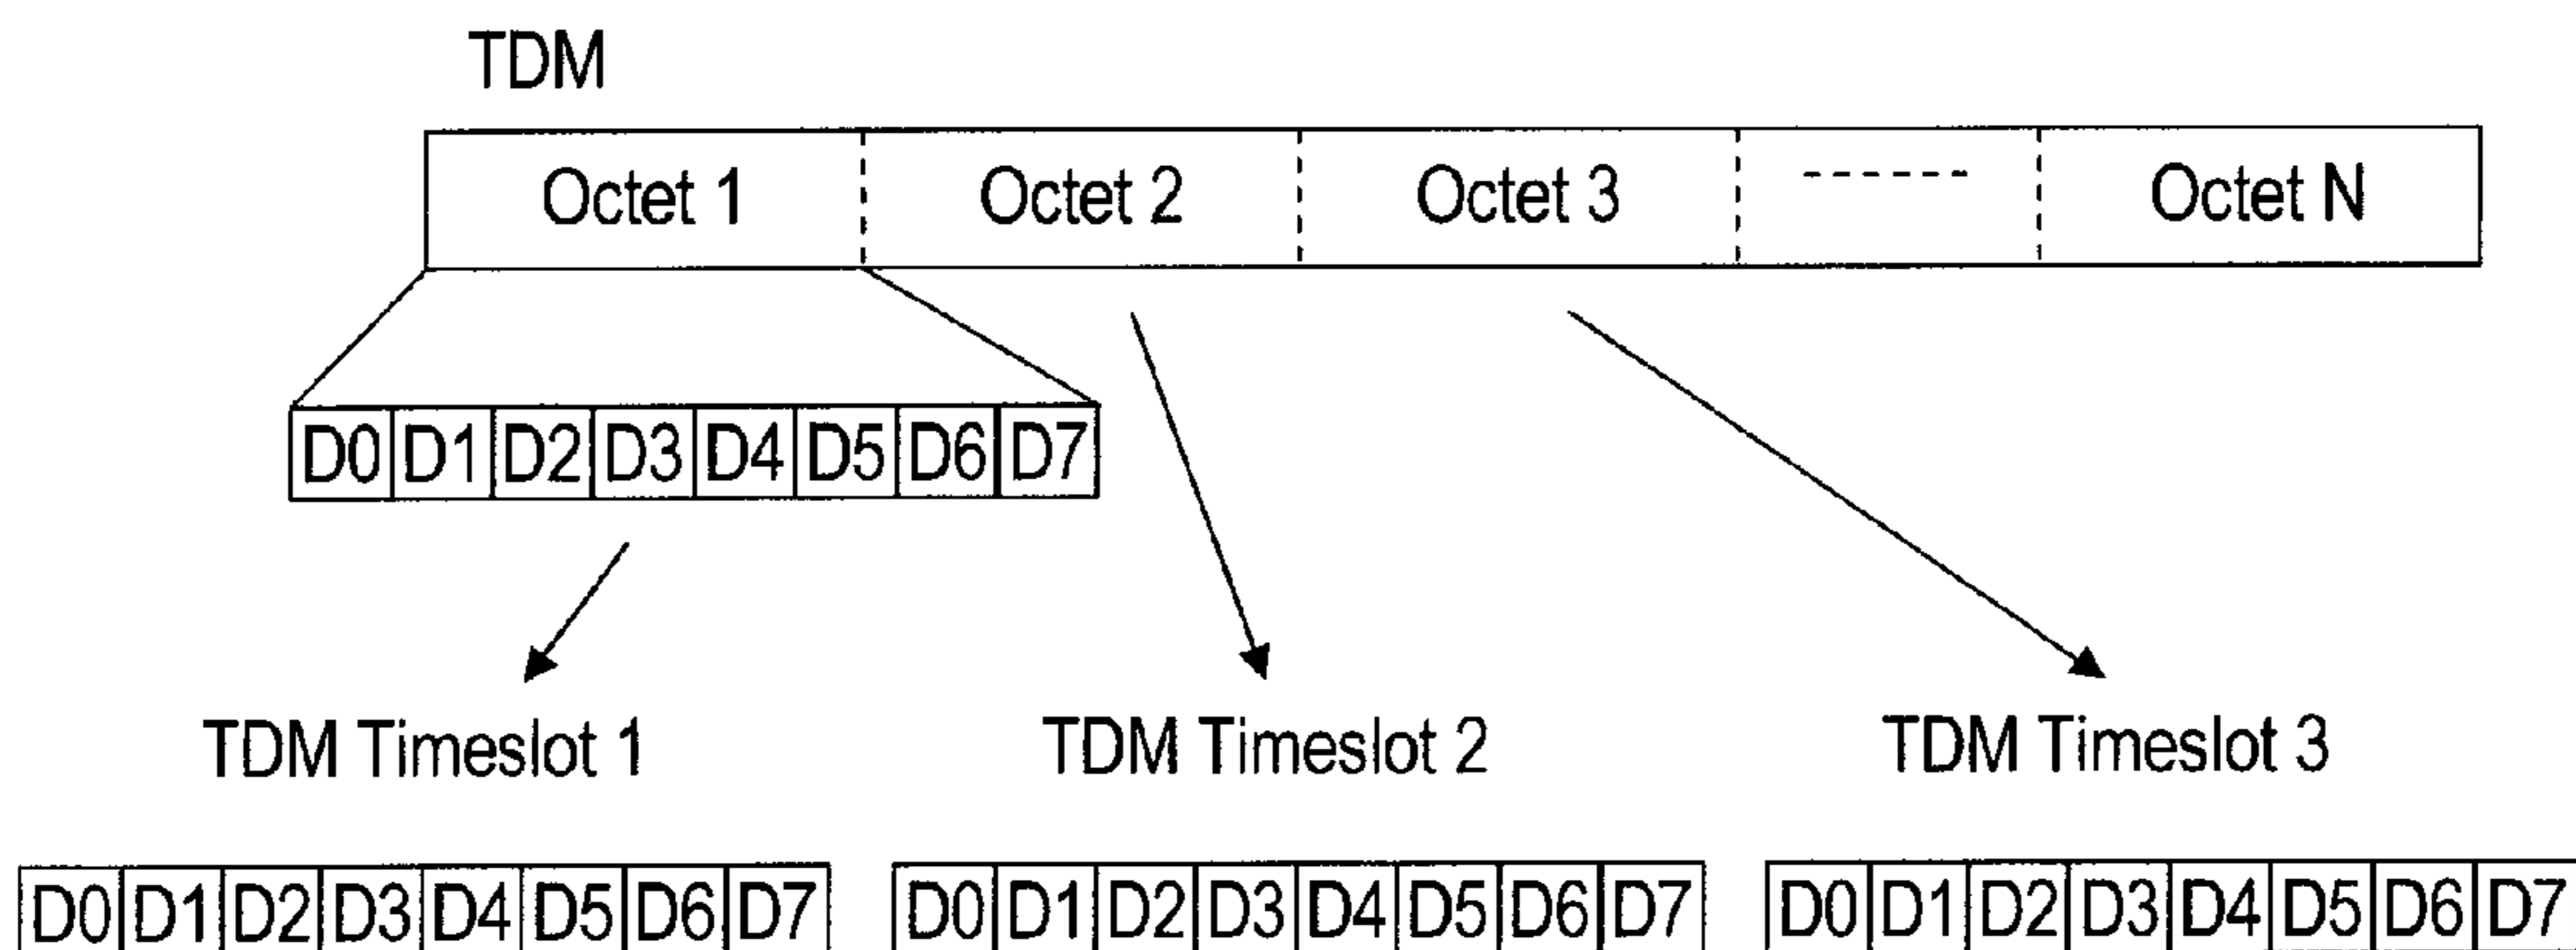 TDM
Octet 1 Octet 2 Octet 3 Octet N
D0 D1 D2 D3 D4 D5 D6 D7
TDM Timeslot 1 TDM Timeslot 2 TDM Timeslot 3
D0 D1 D2 D3 D4 D5 D6 D7 D0 D1 D2 D3 D4 D5 D6 D7 D0 D1 D2 D3 D4 D5 D6 D7